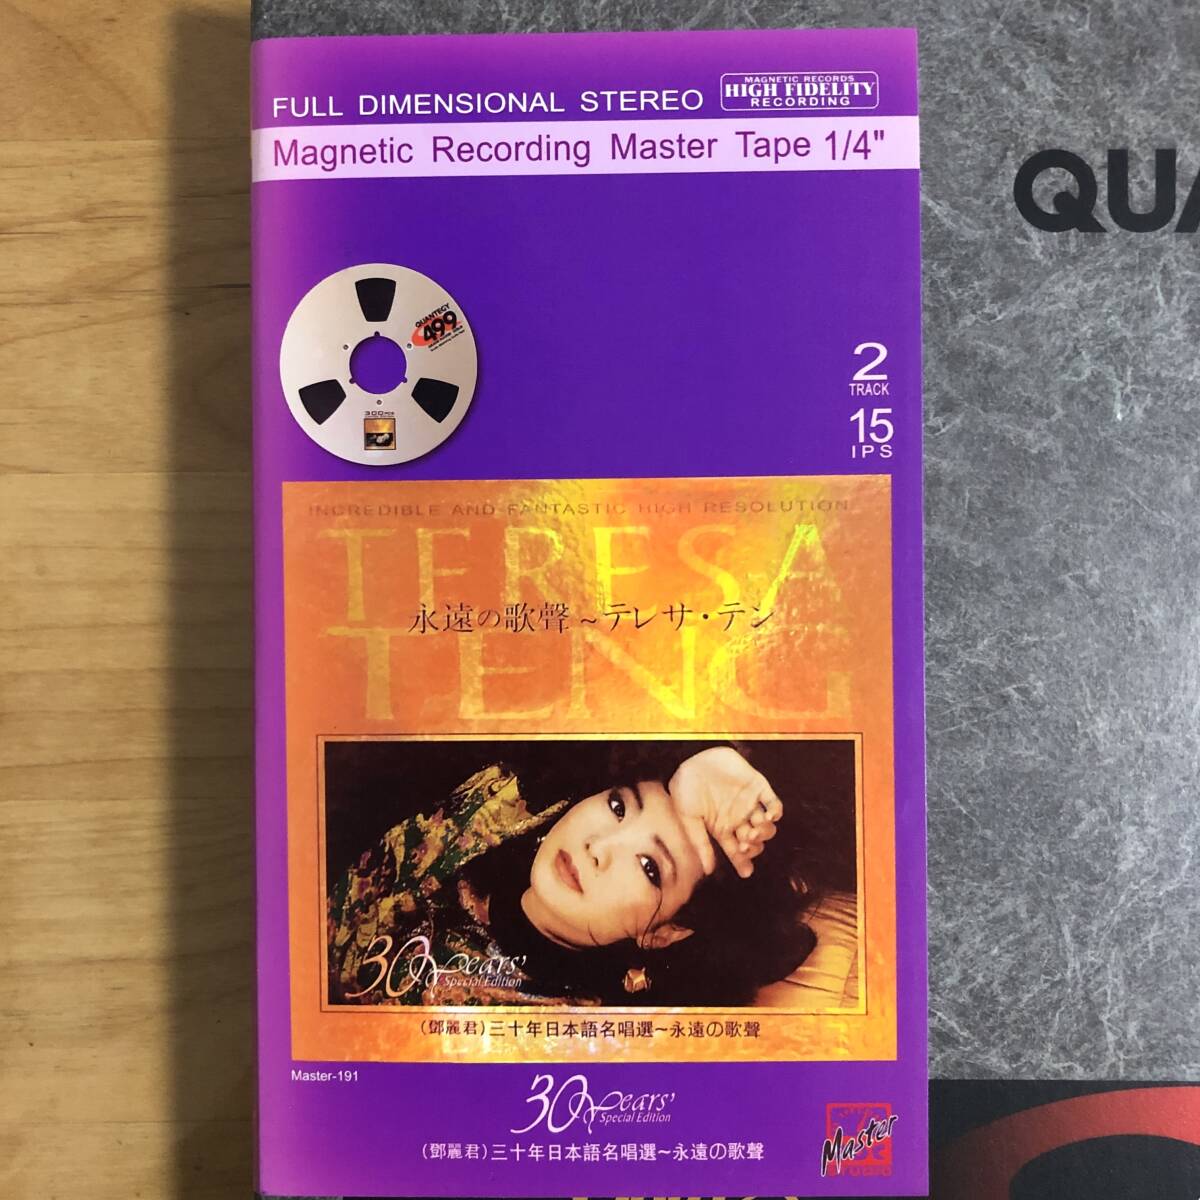 FULL DIMENSIONAL STEREO
MAGNETIC RECORDS
HIGH FIDELITY
RECORDING
Magnetic Recording Master Tape 1/4"
QUA
QUANTEGY
499
2
TRACK
15
IPS
INCREDIBLE AND FANTASTIC HIGH RESOLUTION
TERESA
永遠の歌聲～テレサ・テン
TENG
30 Years'
Special Edition
(鄧麗君)三十年日本語名唱選～永遠の歌聲
Master-191
30 Years'
Special Edition
(鄧麗君)三十年日本語名唱選～永遠の歌聲
Master